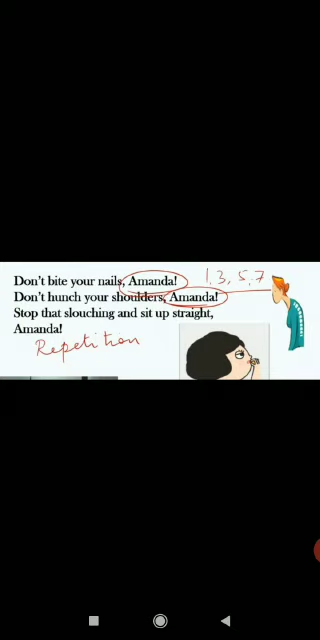 Don't bite your nails, Amanda! 1, 3, 5, 7
Don't hunch your shoulders, Amanda!
Stop that slouching and sit up straight,
Amanda!
Repetition